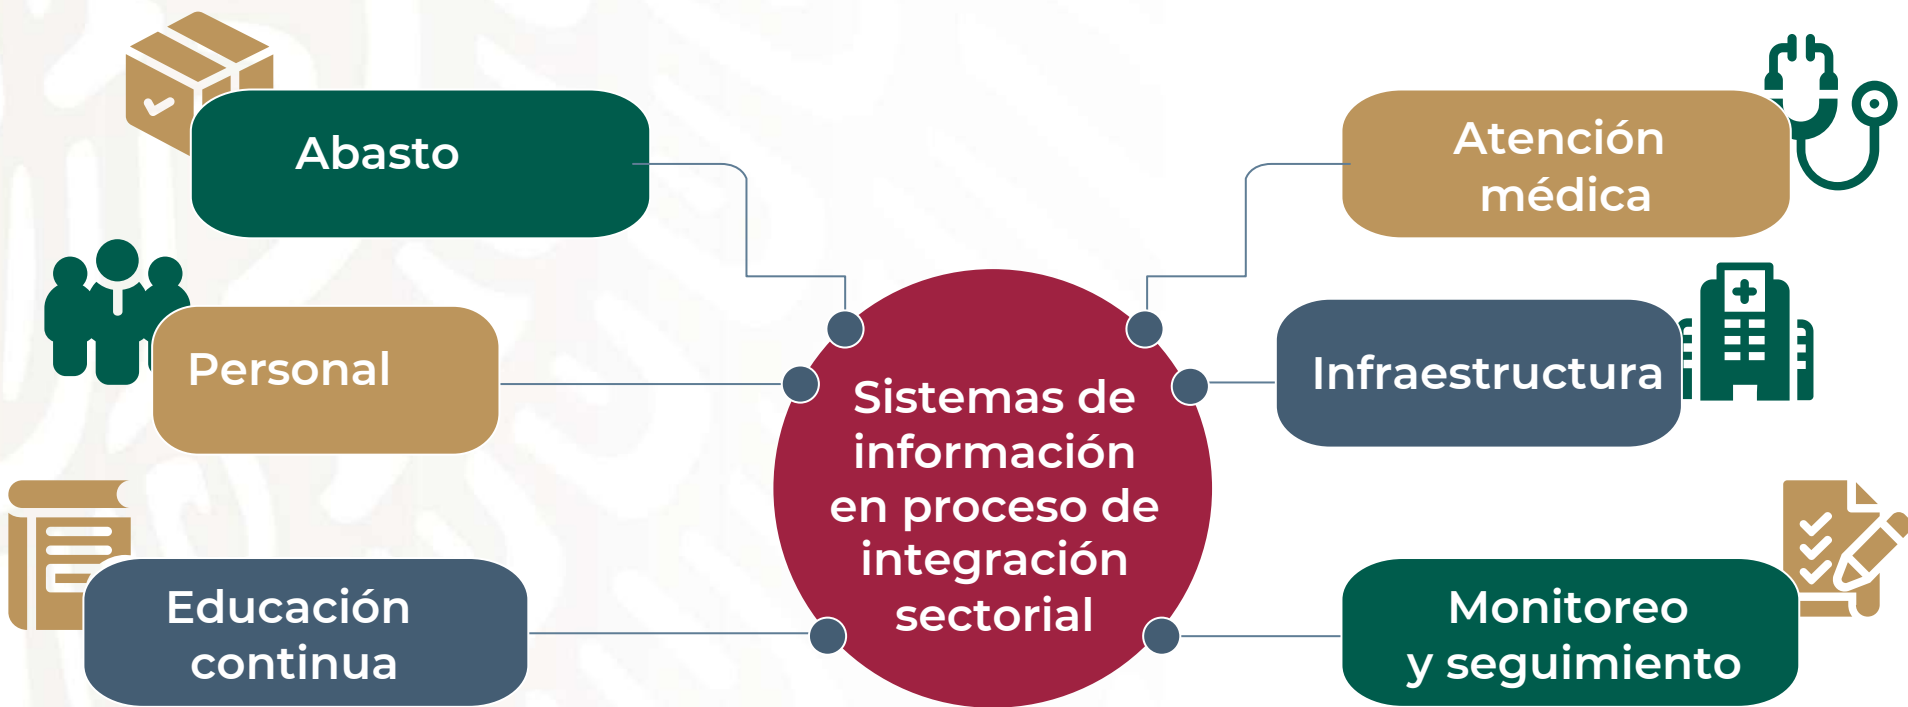 Abasto
Personal
Educación
continua
Sistemas de
información
en proceso de
integración
sectorial
Atención
médica
Infraestructura
Monitoreo
y seguimiento